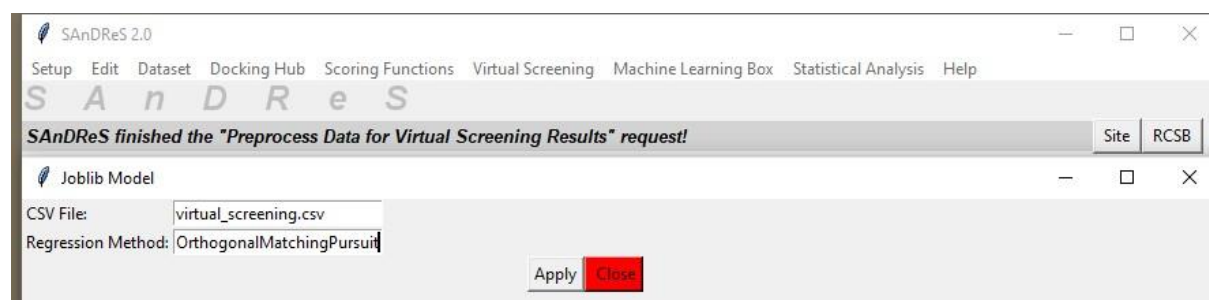 SAnDReS 2.0
Setup Edit Dataset Docking Hub Scoring Functions Virtual Screening Machine Learning Box Statistical Analysis Help
S A n D R e S
SAnDReS finished the "Preprocess Data for Virtual Screening Results" request! Site RCSB
Joblib Model
CSV File: virtual_screening.csv
Regression Method: OrthogonalMatchingPursuit
Apply Close